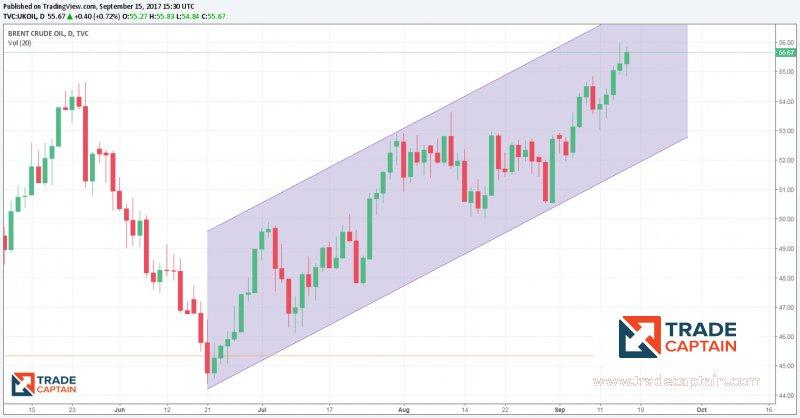 Published on TradingView.com, September 15, 2017 15:30 UTC
TVC:UKOIL, D 55.67 ▲ +0.40 (+0.72%) O:55.27 H:55.83 L:54.84 C:55.67
BRENT CRUDE OIL, D, TVC
Vol (20)
56.00
55.67
55.00
54.00
53.00
52.00
51.00
50.00
49.00
48.00
47.00
46.00
45.00
44.00
TRADE
CAPTAIN
www.tradecaptain.com
TRADE
CAPTAIN
15 23 Jun 12 21 Jul 17 Aug 14 21 Sep 11 19 Oct 16